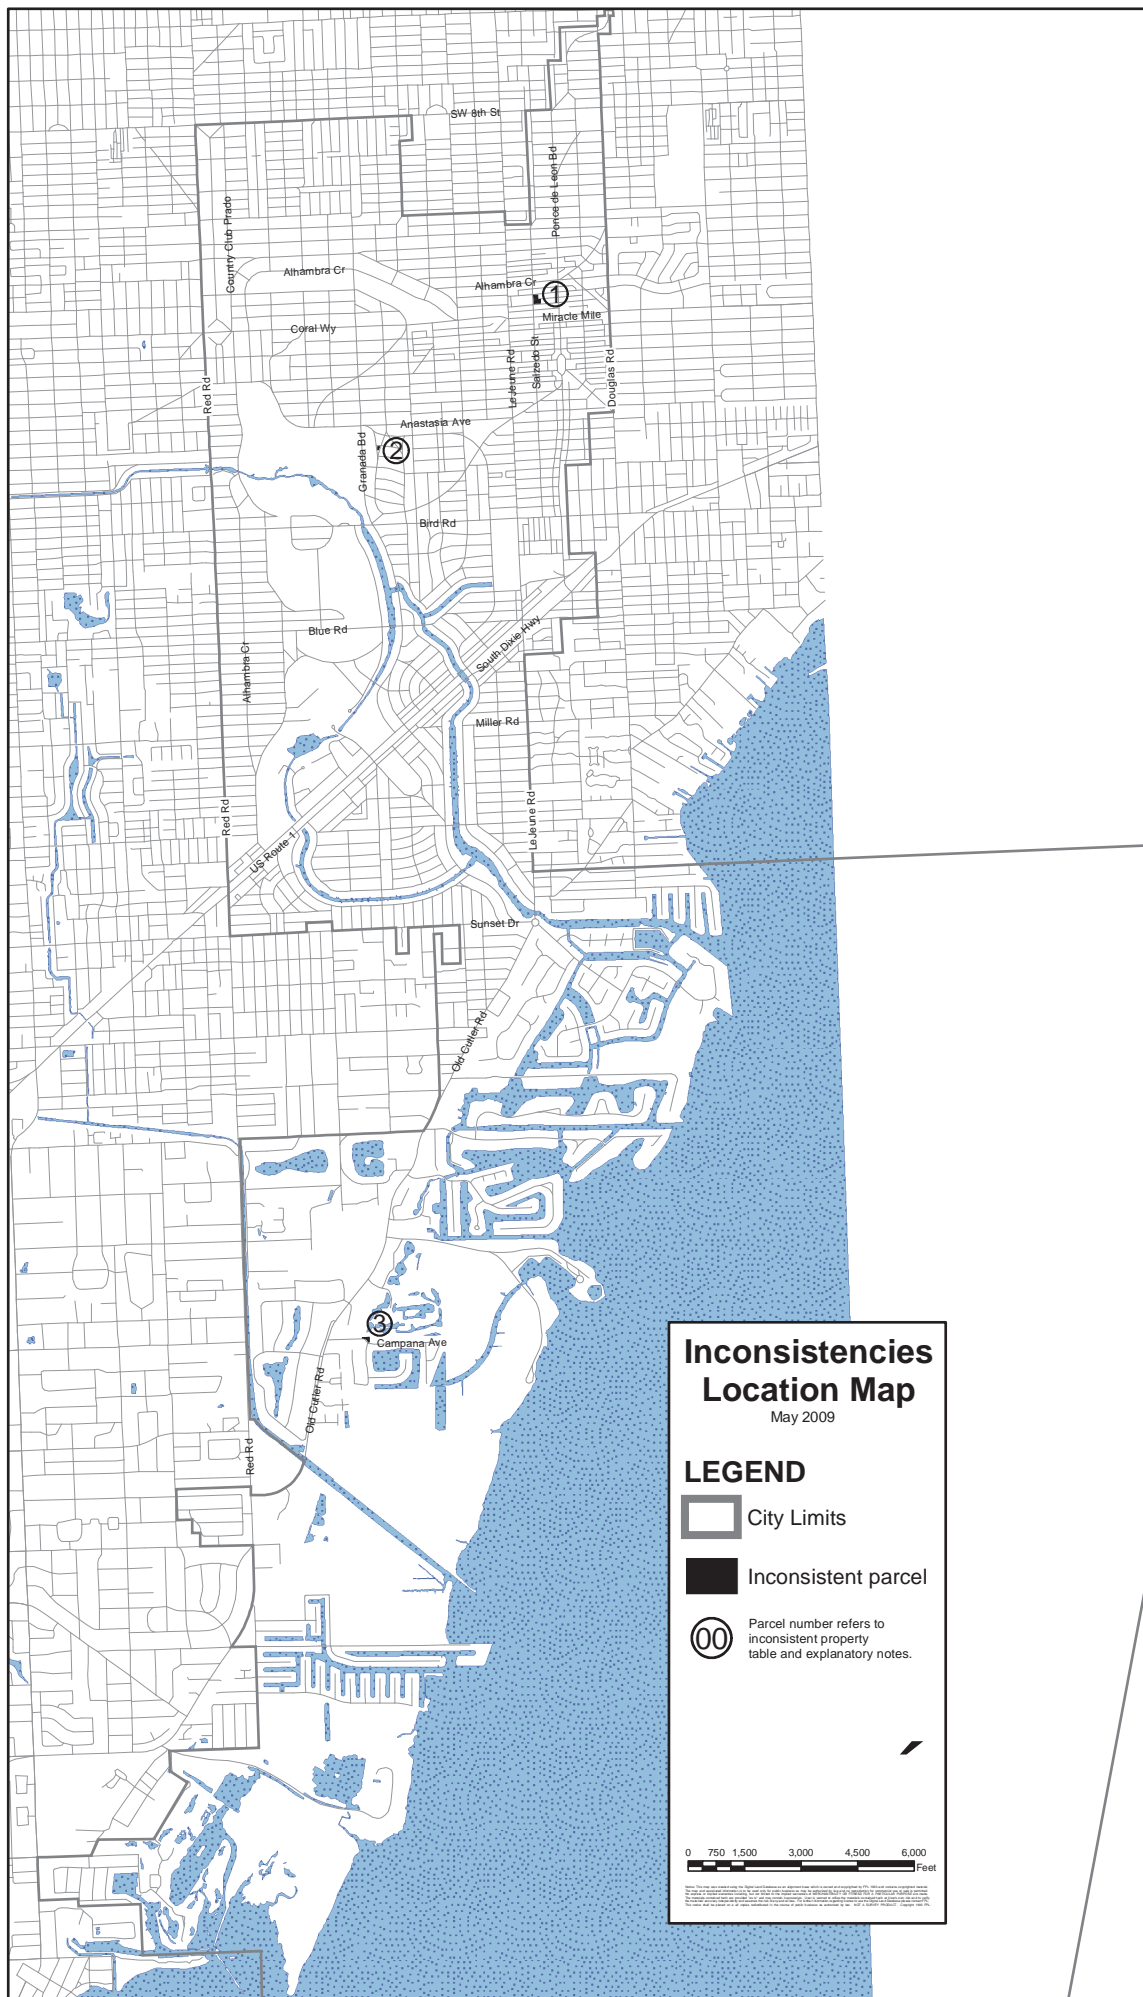 SW 8th St
Ponce de Leon Bd
Country Club Prado
Alhambra Cr
Alhambra Cr
1
Miracle Mile
Coral Wy
LeJeune Rd
Salzedo St
Douglas Rd
Red Rd
Anastasia Ave
Granada Bd
2
Bird Rd
Blue Rd
South Dixie Hwy
Alhambra Cr
Miller Rd
Red Rd
LeJeune Rd
US Route 1
Sunset Dr
Old Cutler Rd
3
Campana Ave
Old Cutler Rd
Red Rd
Inconsistencies
Location Map
May 2009
LEGEND
City Limits
Inconsistent parcel
00
Parcel number refers to
inconsistent property
table and explanatory notes.
0 750 1,500 3,000 4,500 6,000
Feet